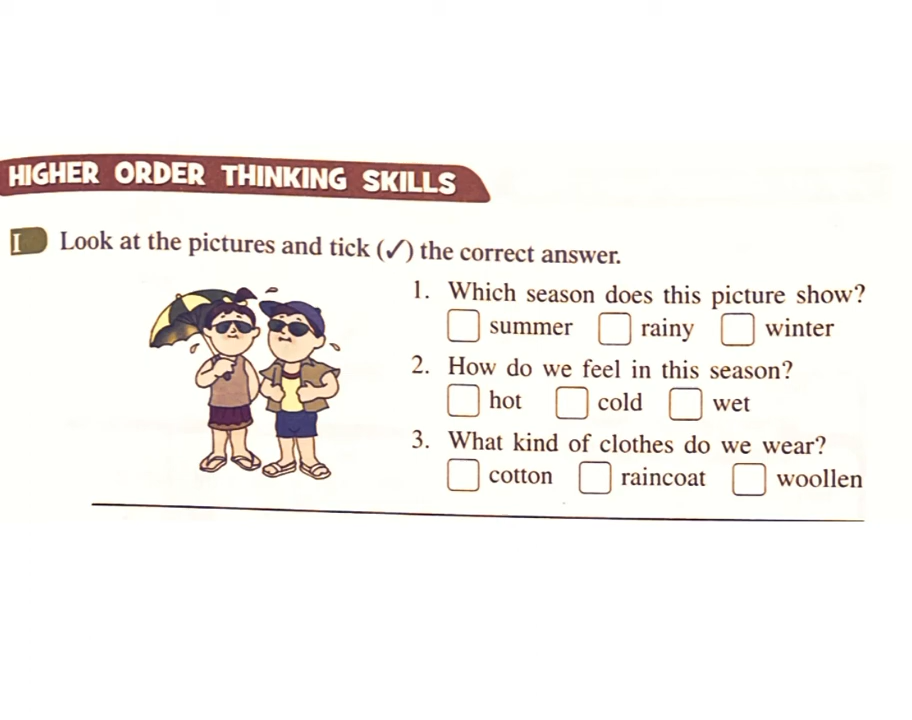 HIGHER ORDER THINKING SKILLS
I Look at the pictures and tick (✓) the correct answer.
1. Which season does this picture show?
summer rainy winter
2. How do we feel in this season?
hot cold wet
3. What kind of clothes do we wear?
cotton raincoat woollen